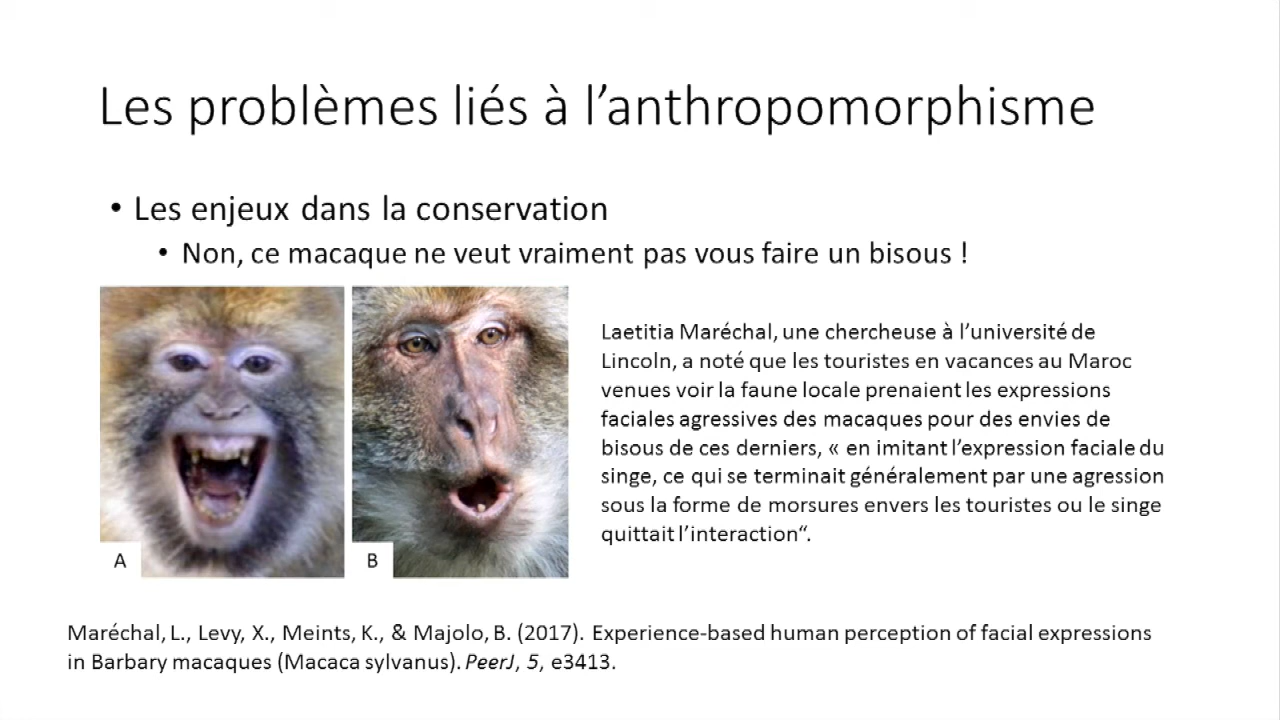 Les problèmes liés à l’anthropomorphisme
• Les enjeux dans la conservation
• Non, ce macaque ne veut vraiment pas vous faire un bisous !
Laetitia Maréchal, une chercheuse à l’université de
Lincoln, a noté que les touristes en vacances au Maroc
venues voir la faune locale prenaient les expressions
faciales agressives des macaques pour des envies de
bisous de ces derniers, « en imitant l’expression faciale du
singe, ce qui se terminait généralement par une agression
sous la forme de morsures envers les touristes ou le singe
quittait l’interaction“.
A
B
Maréchal, L., Levy, X., Meints, K., & Majolo, B. (2017). Experience-based human perception of facial expressions
in Barbary macaques (Macaca sylvanus). PeerJ, 5, e3413.